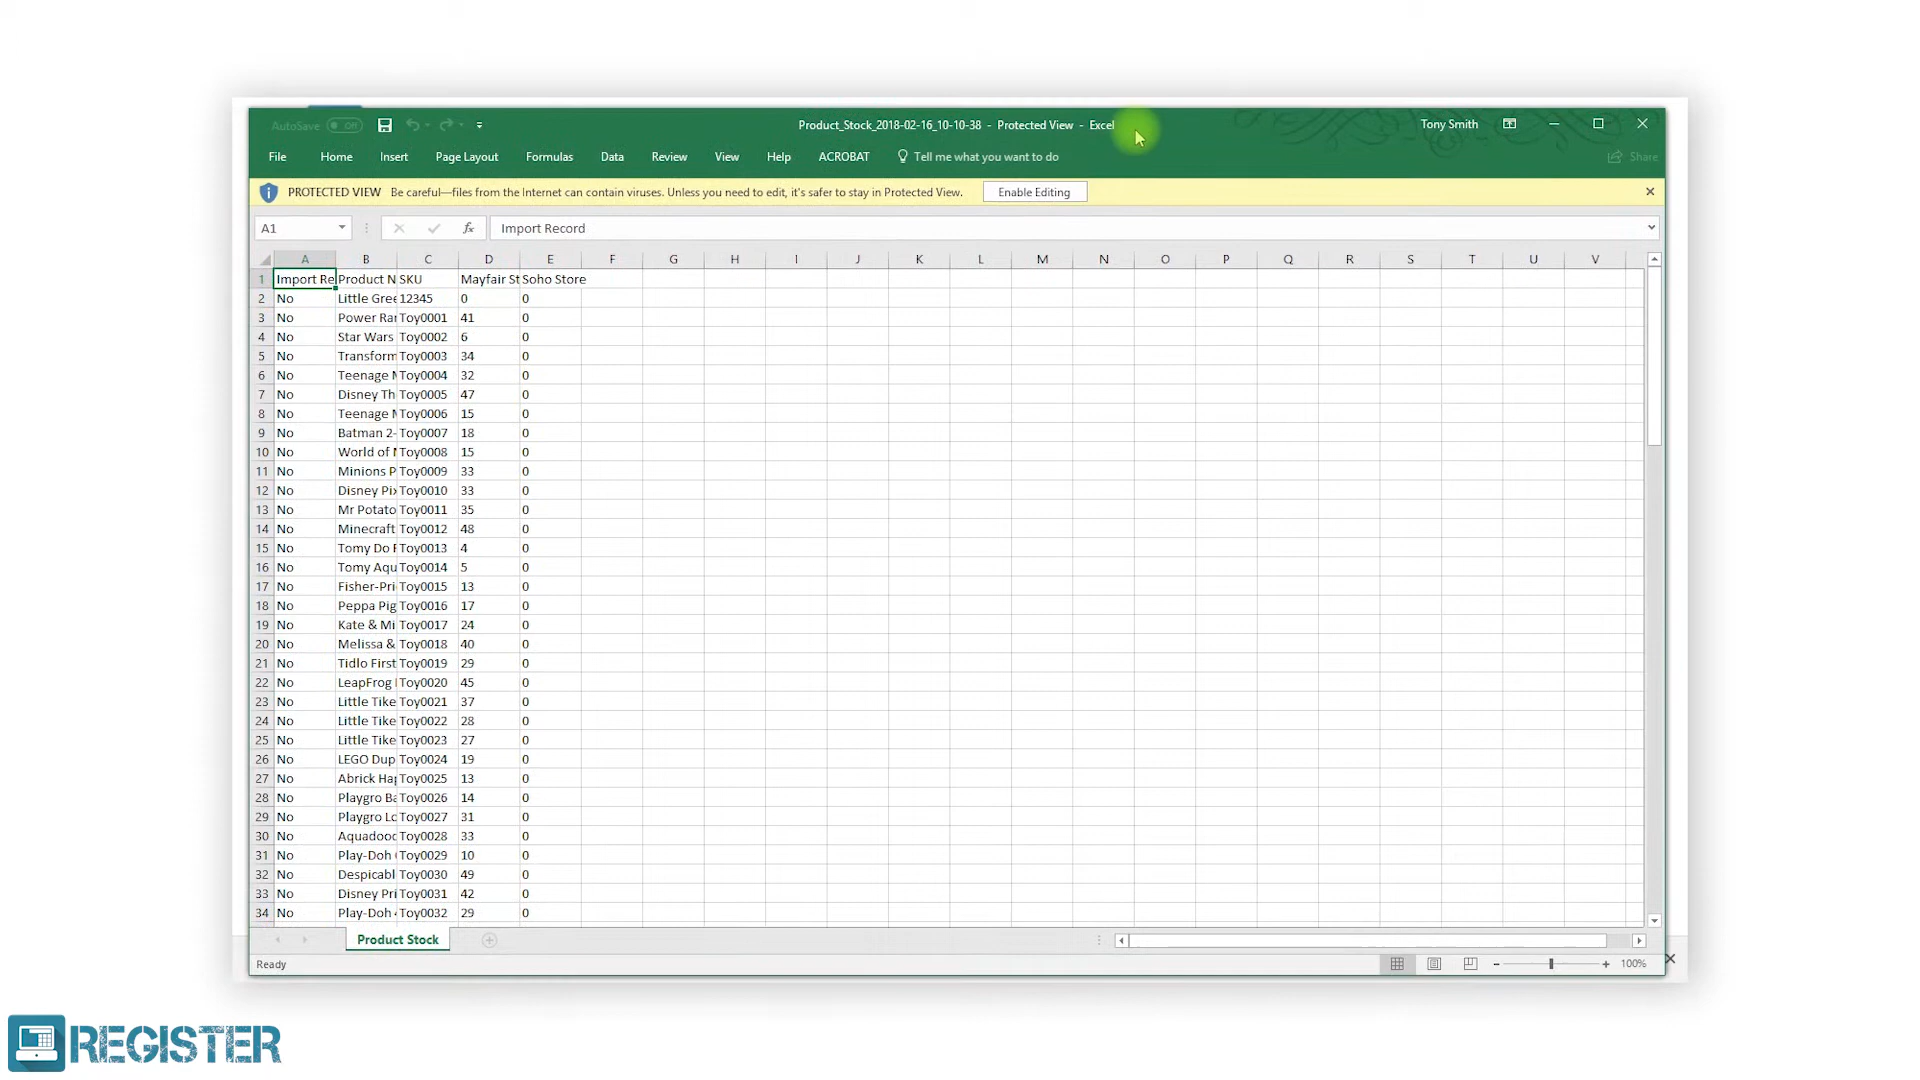 AutoSave Off Product_Stock_2018-02-16_10-10-38 - Protected View - Excel Tony Smith
File Home Insert Page Layout Formulas Data Review View Help ACROBAT Tell me what you want to do Share
PROTECTED VIEW Be careful—files from the Internet can contain viruses. Unless you need to edit, it's safer to stay in Protected View. Enable Editing
A1 fx Import Record
A B C D E F G H I J K L M N O P Q R S T U V
1 Import Re Product N SKU Mayfair St Soho Store
2 No Little Gree 12345 0 0
3 No Power Rar Toy0001 41 0
4 No Star Wars Toy0002 6 0
5 No Transform Toy0003 34 0
6 No Teenage M Toy0004 32 0
7 No Disney Th Toy0005 47 0
8 No Teenage M Toy0006 15 0
9 No Batman 2- Toy0007 18 0
10 No World of M Toy0008 15 0
11 No Minions P Toy0009 33 0
12 No Disney Pix Toy0010 33 0
13 No Mr Potato Toy0011 35 0
14 No Minecraft Toy0012 48 0
15 No Tomy Do F Toy0013 4 0
16 No Tomy Aqu Toy0014 5 0
17 No Fisher-Pri Toy0015 13 0
18 No Peppa Pig Toy0016 17 0
19 No Kate & Mi Toy0017 24 0
20 No Melissa & Toy0018 40 0
21 No Tidlo First Toy0019 29 0
22 No LeapFrog Toy0020 45 0
23 No Little Tike Toy0021 37 0
24 No Little Tike Toy0022 28 0
25 No Little Tike Toy0023 27 0
26 No LEGO Dup Toy0024 19 0
27 No Abrick Hap Toy0025 13 0
28 No Playgro Ba Toy0026 14 0
29 No Playgro Lo Toy0027 31 0
30 No Aquadooc Toy0028 33 0
31 No Play-Doh Toy0029 10 0
32 No Despicabl Toy0030 49 0
33 No Disney Pri Toy0031 42 0
34 No Play-Doh Toy0032 29 0
Product Stock
Ready 100%
REGISTER